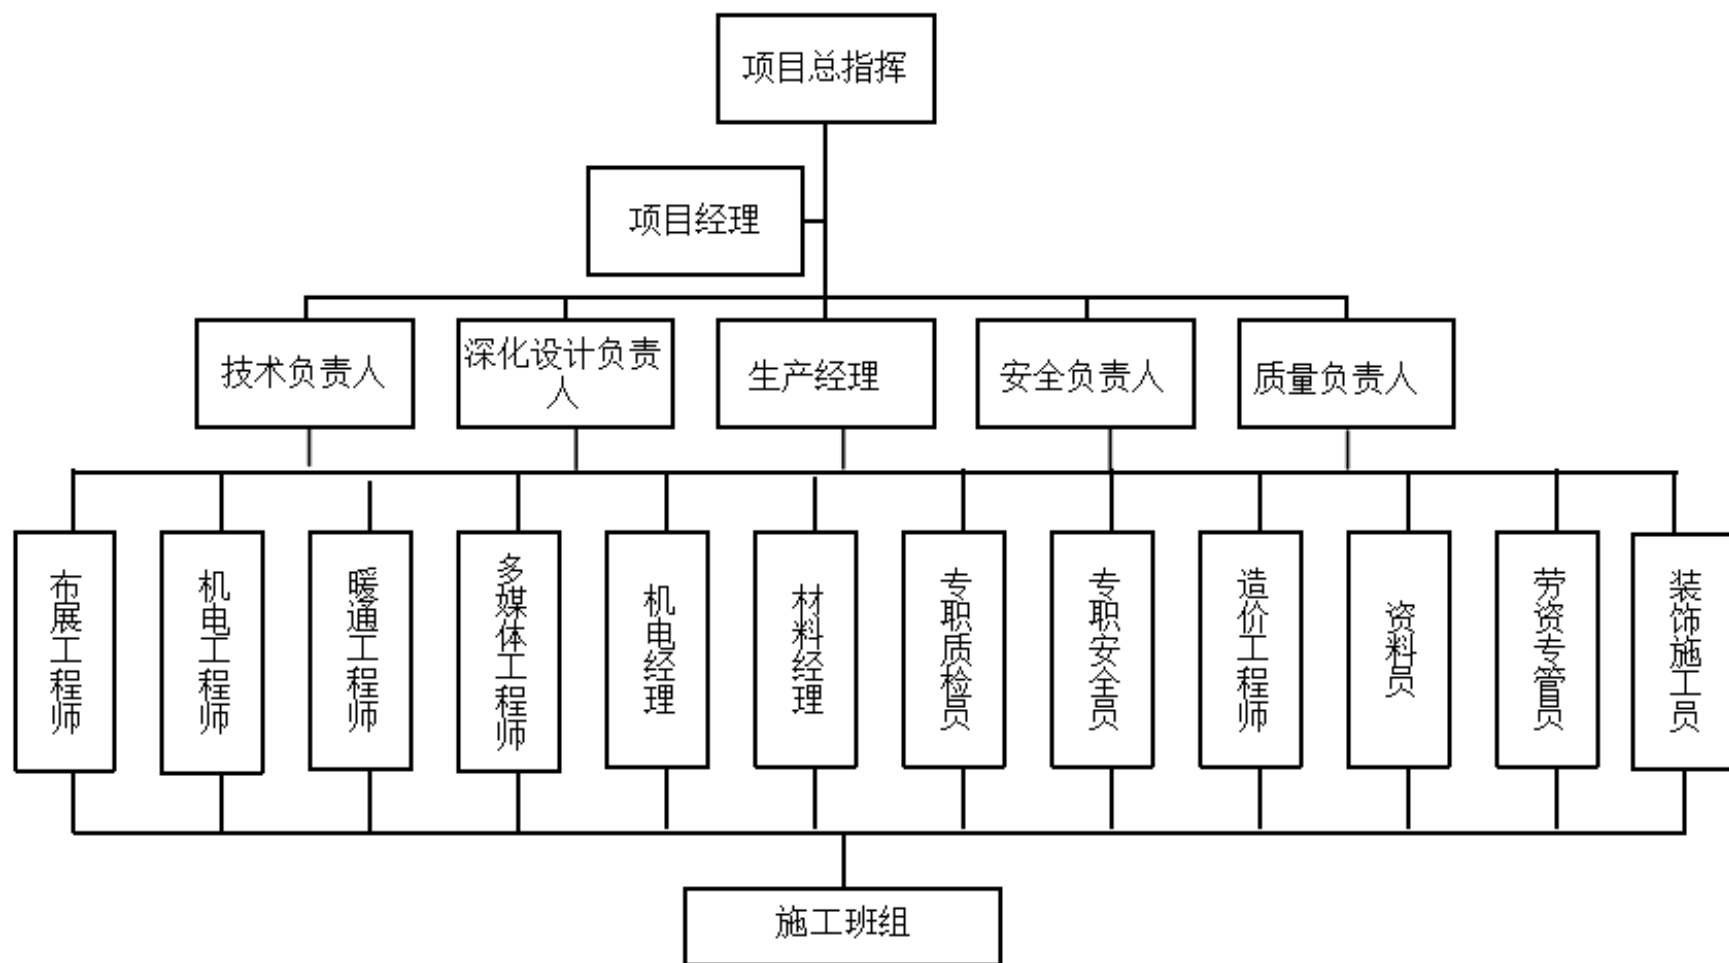 项目总指挥
项目经理
技术负责人
深化设计负责
人
生产经理
安全负责人
质量负责人
布展工程师
机电工程师
暖通工程师
多媒体工程师
机电经理
材料经理
专职质检员
专职安全员
造价工程师
资料员
劳资专管员
装饰施工员
施工班组